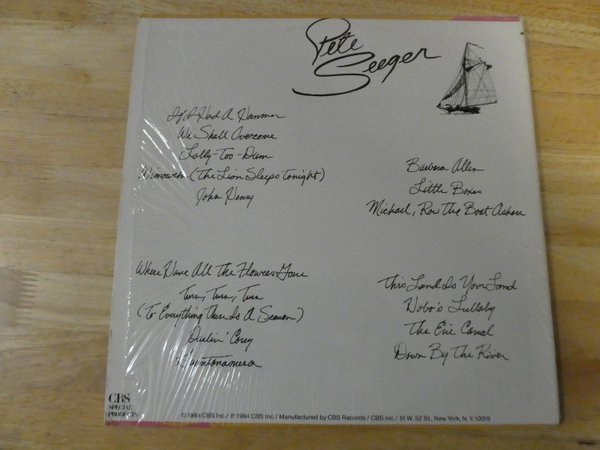 Pete
Seeger
If I Had A Hammer
We Shall Overcome
Lolly-Too-Dum
Wimoweh (The Lion Sleeps Tonight)
John Henry
Barbara Allen
Little Boxes
Michael, Row The Boat Ashore
Where Have All The Flowers Gone
Turn, Turn, Turn
(To Everything There Is A Season)
Darlin' Corey
Guantanamera
This Land Is Your Land
Hobo's Lullaby
The Erie Canal
Down By The River
CBS
SPECIAL
PRODUCTS
© 1984 CBS Inc. / ℗ 1984 CBS Inc. / Manufactured by CBS Records / CBS Inc. / 51 W. 52 St., New York, N.Y. 10019